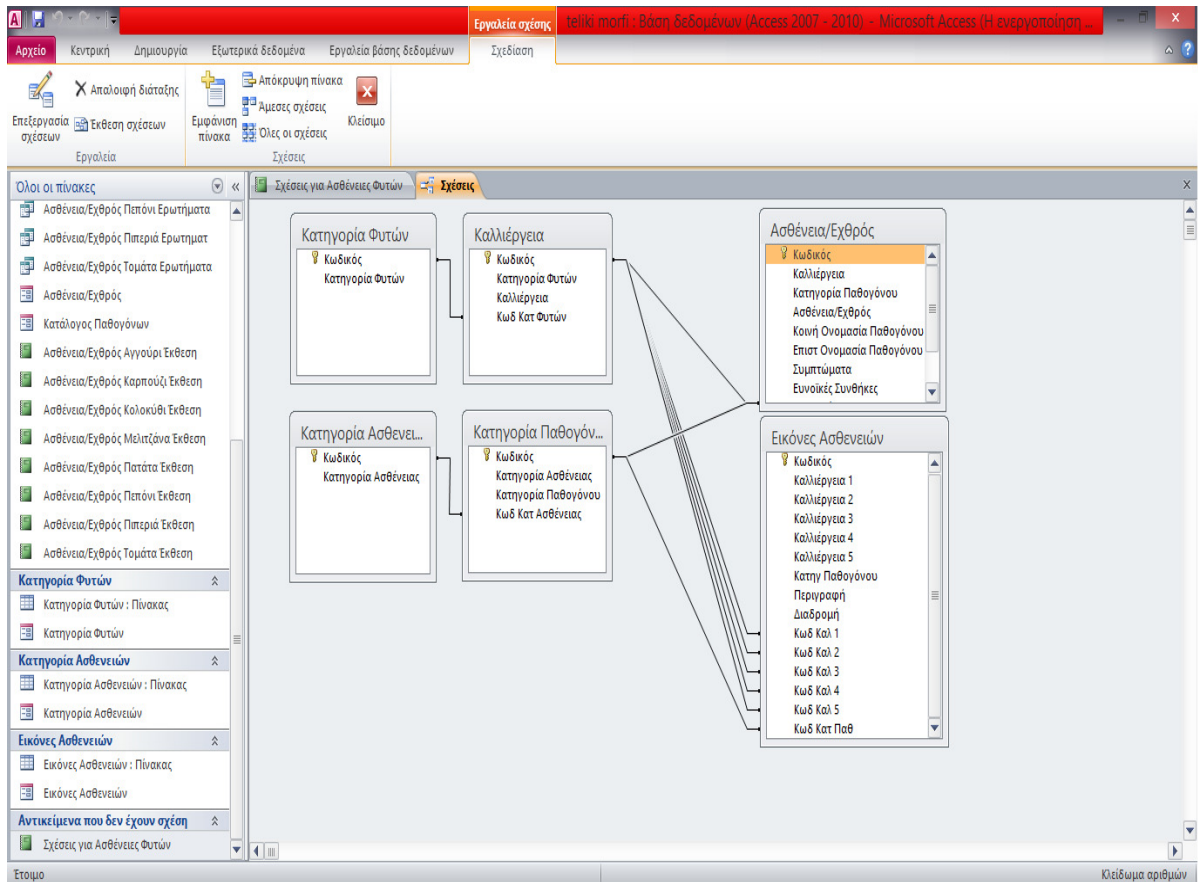 Εργαλεία σχέσης
teliki morfi : Βάση δεδομένων (Access 2007 - 2010) - Microsoft Access (Η ενεργοποίηση ...
Αρχείο
Κεντρική
Δημιουργία
Εξωτερικά δεδομένα
Εργαλεία βάσης δεδομένων
Σχεδίαση
Επεξεργασία σχέσεων
Απαλοιφή διάταξης
Έκθεση σχέσεων
Εργαλεία
Εμφάνιση πίνακα
Απόκρυψη πίνακα
Άμεσες σχέσεις
Όλες οι σχέσεις
Κλείσιμο
Σχέσεις
Όλοι οι πίνακες
Ασθένεια/Εχθρός Πεπόνι Ερωτήματα
Ασθένεια/Εχθρός Πιπεριά Ερωτηματ
Ασθένεια/Εχθρός Τομάτα Ερωτήματα
Ασθένεια/Εχθρός
Κατάλογος Παθογόνων
Ασθένεια/Εχθρός Αγγούρι Έκθεση
Ασθένεια/Εχθρός Καρπούζι Έκθεση
Ασθένεια/Εχθρός Κολοκύθι Έκθεση
Ασθένεια/Εχθρός Μελιτζάνα Έκθεση
Ασθένεια/Εχθρός Πατάτα Έκθεση
Ασθένεια/Εχθρός Πεπόνι Έκθεση
Ασθένεια/Εχθρός Πιπεριά Έκθεση
Ασθένεια/Εχθρός Τομάτα Έκθεση
Κατηγορία Φυτών
Κατηγορία Φυτών : Πίνακας
Κατηγορία Φυτών
Κατηγορία Ασθενειών
Κατηγορία Ασθενειών : Πίνακας
Κατηγορία Ασθενειών
Εικόνες Ασθενειών
Εικόνες Ασθενειών : Πίνακας
Εικόνες Ασθενειών
Αντικείμενα που δεν έχουν σχέση
Σχέσεις για Ασθένειες Φυτών
Σχέσεις για Ασθένειες Φυτών
Σχέσεις
Κατηγορία Φυτών
Κωδικός
Κατηγορία Φυτών
Καλλιέργεια
Κωδικός
Κατηγορία Φυτών
Καλλιέργεια
Κωδ Κατ Φυτών
Ασθένεια/Εχθρός
Κωδικός
Καλλιέργεια
Κατηγορία Παθογόνου
Ασθένεια/Εχθρός
Κοινή Ονομασία Παθογόνου
Επιστ Ονομασία Παθογόνου
Συμπτώματα
Ευνοϊκές Συνθήκες
Κατηγορία Ασθενει...
Κωδικός
Κατηγορία Ασθένειας
Κατηγορία Παθογόν...
Κωδικός
Κατηγορία Ασθένειας
Κατηγορία Παθογόνου
Κωδ Κατ Ασθένειας
Εικόνες Ασθενειών
Κωδικός
Καλλιέργεια 1
Καλλιέργεια 2
Καλλιέργεια 3
Καλλιέργεια 4
Καλλιέργεια 5
Κατηγ Παθογόνου
Περιγραφή
Διαδρομή
Κωδ Καλ 1
Κωδ Καλ 2
Κωδ Καλ 3
Κωδ Καλ 4
Κωδ Καλ 5
Κωδ Κατ Παθ
Έτοιμο
Κλείδωμα αριθμών